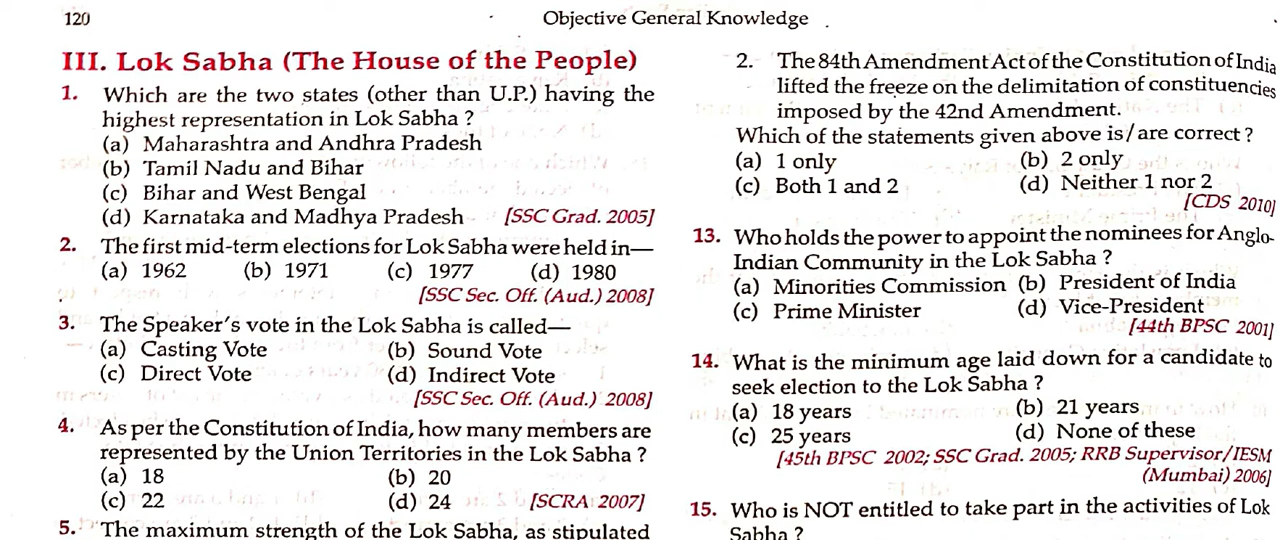 120
Objective General Knowledge
III. Lok Sabha (The House of the People)
1. Which are the two states (other than U.P.) having the
highest representation in Lok Sabha ?
(a) Maharashtra and Andhra Pradesh
(b) Tamil Nadu and Bihar
(c) Bihar and West Bengal
(d) Karnataka and Madhya Pradesh [SSC Grad. 2005]
2. The first mid-term elections for Lok Sabha were held in—
(a) 1962 (b) 1971 (c) 1977 (d) 1980
[SSC Sec. Off. (Aud.) 2008]
3. The Speaker's vote in the Lok Sabha is called—
(a) Casting Vote (b) Sound Vote
(c) Direct Vote (d) Indirect Vote
[SSC Sec. Off. (Aud.) 2008]
4. As per the Constitution of India, how many members are
represented by the Union Territories in the Lok Sabha ?
(a) 18 (b) 20
(c) 22 (d) 24 [SCRA 2007]
5. The maximum strength of the Lok Sabha, as stipulated
2. The 84th Amendment Act of the Constitution of India
lifted the freeze on the delimitation of constituencies
imposed by the 42nd Amendment.
Which of the statements given above is/are correct ?
(a) 1 only (b) 2 only
(c) Both 1 and 2 (d) Neither 1 nor 2
[CDS 2010]
13. Who holds the power to appoint the nominees for Anglo-
Indian Community in the Lok Sabha ?
(a) Minorities Commission (b) President of India
(c) Prime Minister (d) Vice-President
[44th BPSC 2001]
14. What is the minimum age laid down for a candidate to
seek election to the Lok Sabha ?
(a) 18 years (b) 21 years
(c) 25 years (d) None of these
[45th BPSC 2002; SSC Grad. 2005; RRB Supervisor/IESM
(Mumbai) 2006]
15. Who is NOT entitled to take part in the activities of Lok
Sabha ?